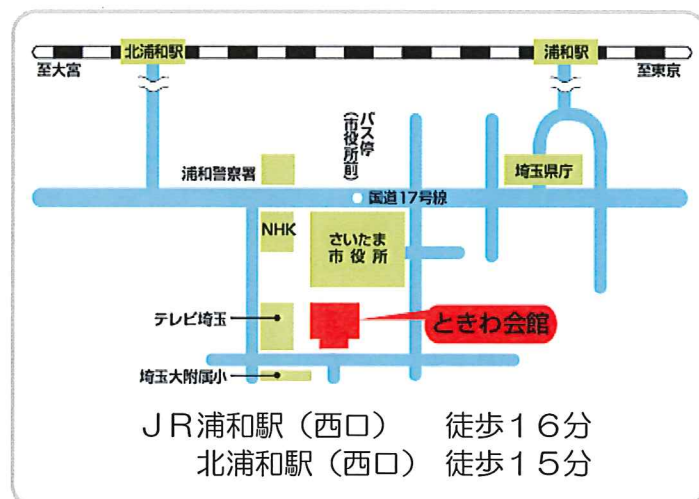 北浦和駅
浦和駅
至大宮
至東京
バス停
(市役所前)
浦和警察署
埼玉県庁
国道17号線
NHK
さいたま
市役所
テレビ埼玉
ときわ会館
埼玉大附属小
JR浦和駅(西口) 徒歩16分
北浦和駅(西口) 徒歩15分